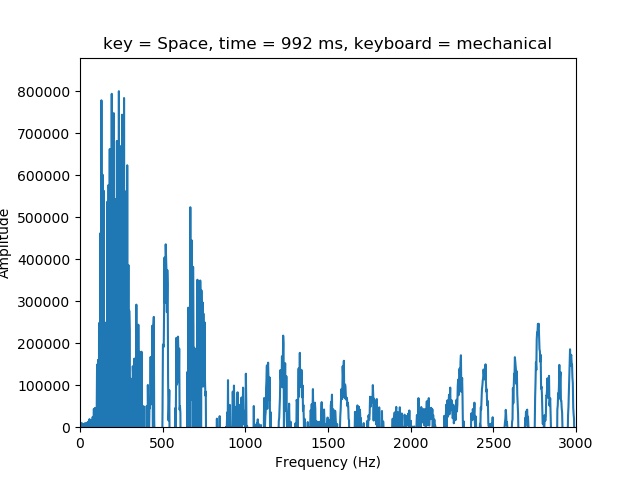 key = Space, time = 992 ms, keyboard = mechanical
800000
700000
600000
500000
400000
300000
200000
100000
0
Amplitude
0 500 1000 1500 2000 2500 3000
Frequency (Hz)